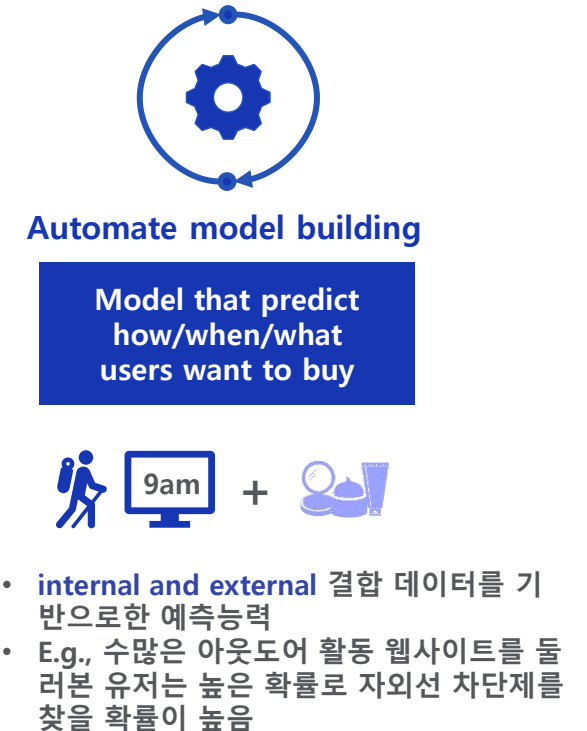 Automate model building
Model that predict
how/when/what
users want to buy
9am
+
• internal and external 결합 데이터를 기
반으로한 예측능력
• E.g., 수많은 아웃도어 활동 웹사이트를 둘
러본 유저는 높은 확률로 자외선 차단제를
찾을 확률이 높음